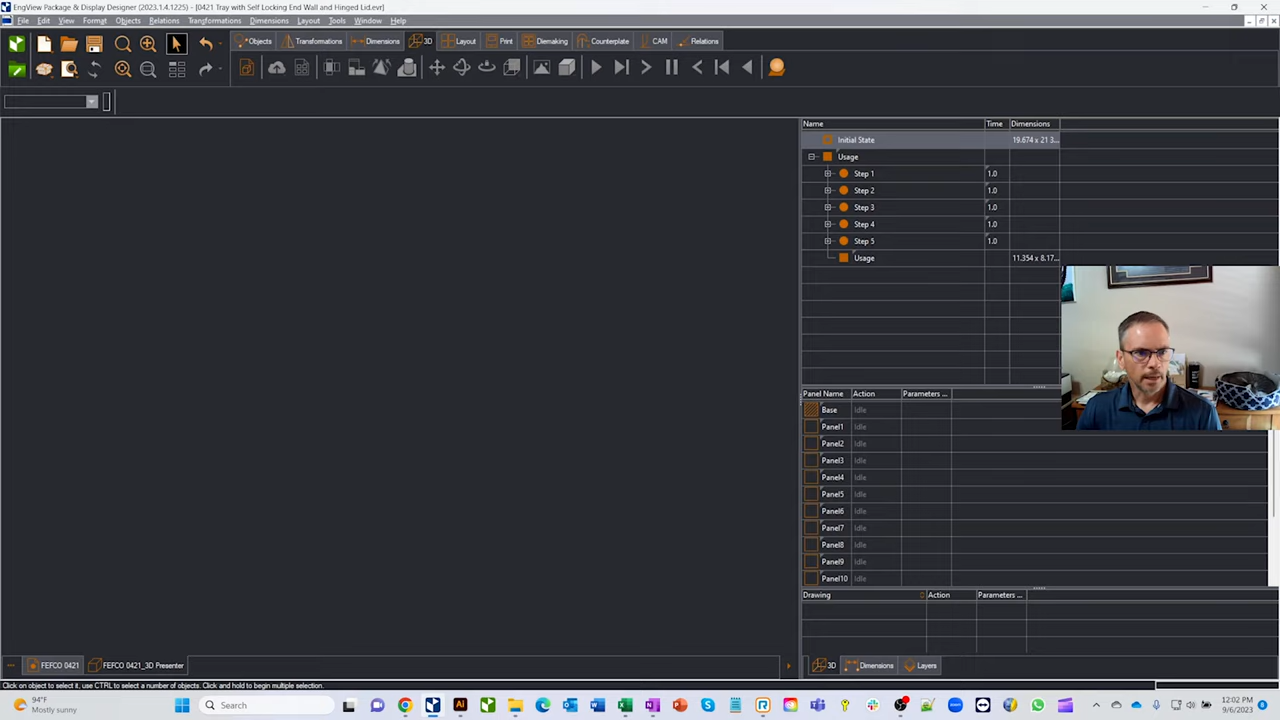 EngView Package & Display Designer (2023.1.4.1225) - [0421 Tray with Self Locking End Wall and Hinged Lid.evr]
File Edit View Format Objects Relations Transformations Dimensions Layout Tools Window Help
Objects Transformations Dimensions 3D Layout Print Diemaking Counterplate CAM Relations
Name Time Dimensions
Initial State 19.674 x 21 3...
Usage
Step 1 1.0
Step 2 1.0
Step 3 1.0
Step 4 1.0
Step 5 1.0
Usage 11.354 x 8.17...
Panel Name Action Parameters ...
Base Idle
Panel1 Idle
Panel2 Idle
Panel3 Idle
Panel4 Idle
Panel5 Idle
Panel6 Idle
Panel7 Idle
Panel8 Idle
Panel9 Idle
Panel10 Idle
Drawing Action Parameters ...
FEFCO 0421 FEFCO 0421_3D Presenter 3D Dimensions Layers
Click on object to select it, use CTRL to select a number of objects. Click and hold to begin multiple selection.
94°F
Mostly sunny
Search
12:02 PM
9/6/2023